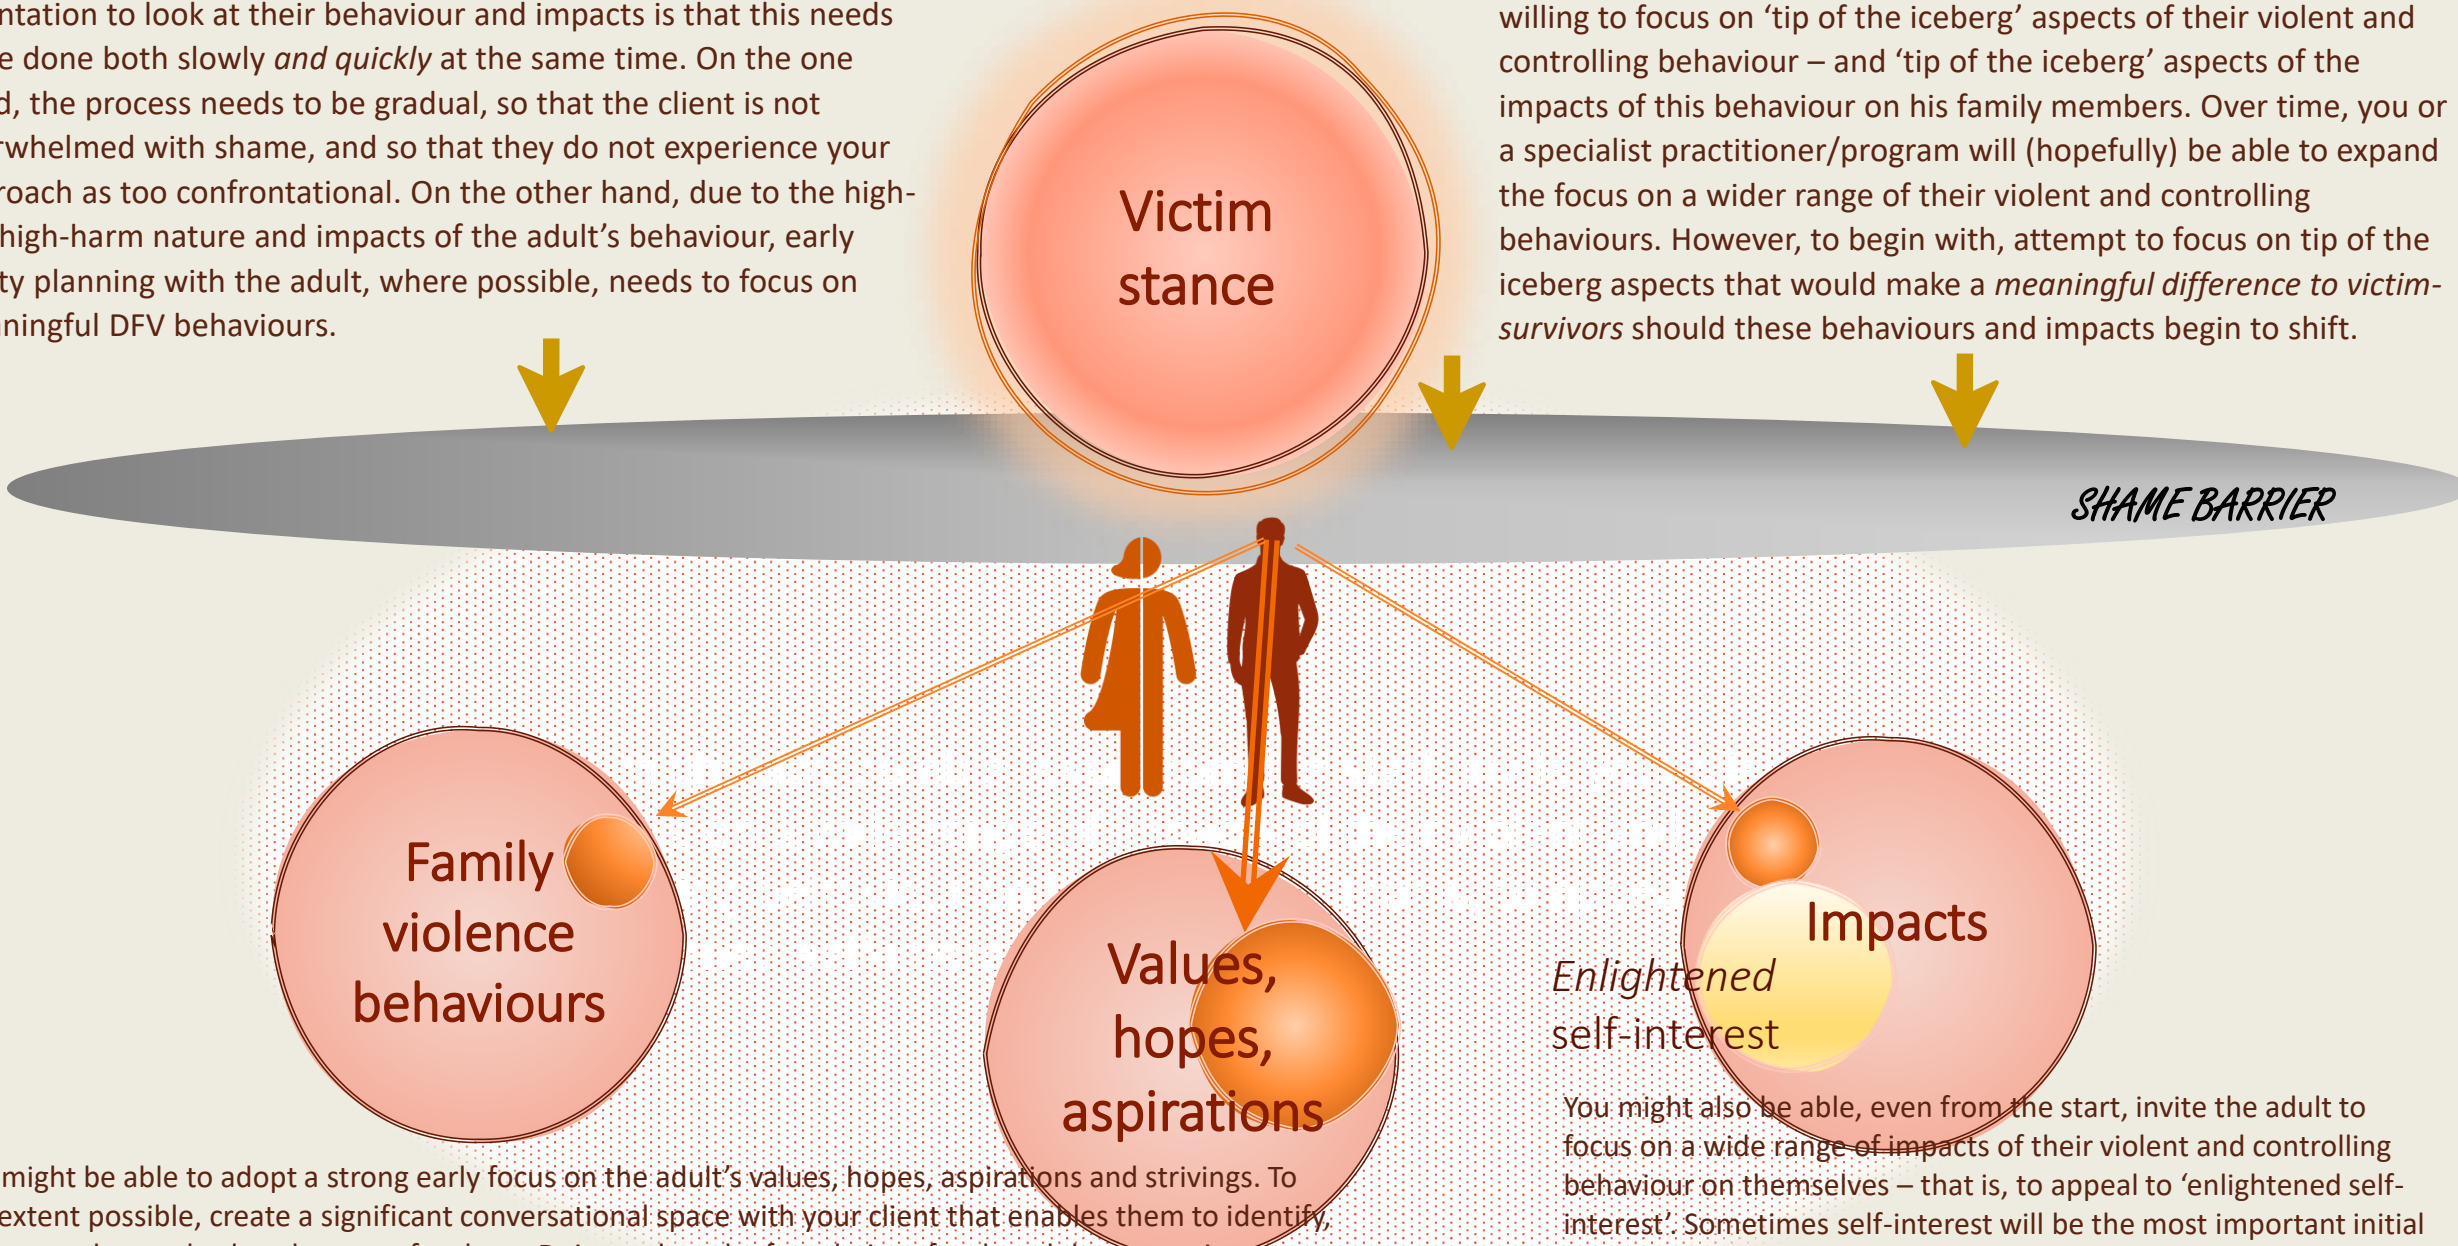 ntation to look at their behaviour and impacts is that this needs
e done both slowly and quickly at the same time. On the one
d, the process needs to be gradual, so that the client is not
rwhelmed with shame, and so that they do not experience your
roach as too confrontational. On the other hand, due to the high-
high-harm nature and impacts of the adult’s behaviour, early
ty planning with the adult, where possible, needs to focus on
ningful DFV behaviours.
Victim
stance
willing to focus on ‘tip of the iceberg’ aspects of their violent and
controlling behaviour – and ‘tip of the iceberg’ aspects of the
impacts of this behaviour on his family members. Over time, you or
a specialist practitioner/program will (hopefully) be able to expand
the focus on a wider range of their violent and controlling
behaviours. However, to begin with, attempt to focus on tip of the
iceberg aspects that would make a meaningful difference to victim-
survivors should these behaviours and impacts begin to shift.
SHAME BARRIER
Family
violence
behaviours
Values,
hopes,
aspirations
Impacts
Enlightened
self-interest
might be able to adopt a strong early focus on the adult’s values, hopes, aspirations and strivings. To
extent possible, create a significant conversational space with your client that enables them to identify,
You might also be able, even from the start, invite the adult to
focus on a wide range of impacts of their violent and controlling
behaviour on themselves – that is, to appeal to ‘enlightened self-
interest’. Sometimes self-interest will be the most important initial